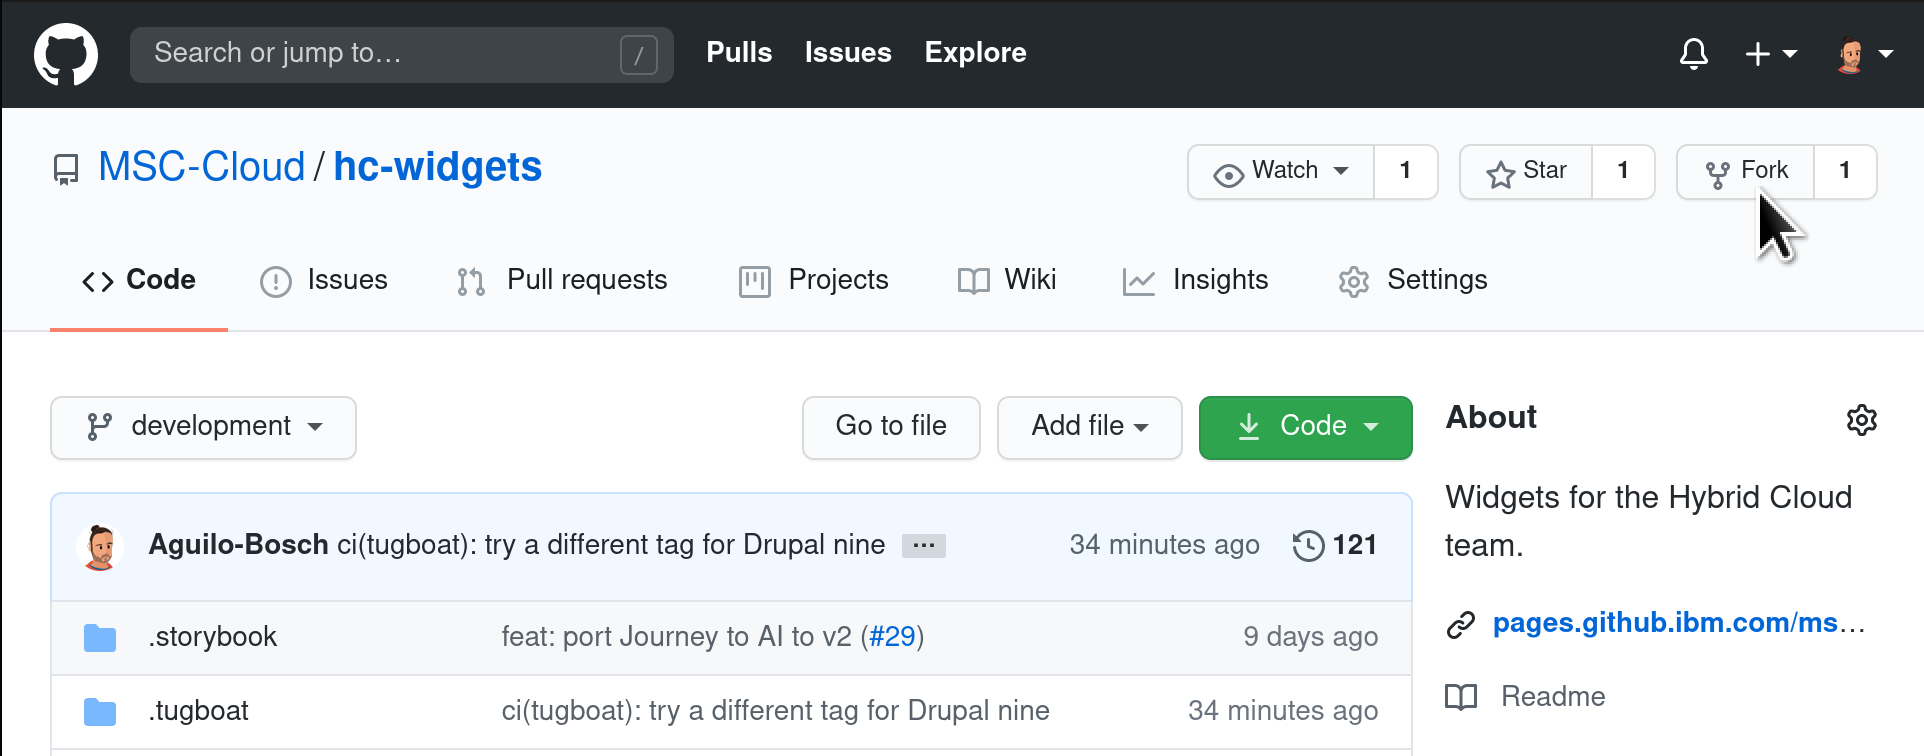 Search or jump to… / Pulls Issues Explore
MSC-Cloud / hc-widgets Watch 1 Star 1 Fork 1
Code Issues Pull requests Projects Wiki Insights Settings
development Go to file Add file Code
About
Widgets for the Hybrid Cloud
team.
pages.github.ibm.com/ms…
Readme
Aguilo-Bosch ci(tugboat): try a different tag for Drupal nine ··· 34 minutes ago 121
.storybook feat: port Journey to AI to v2 (#29) 9 days ago
.tugboat ci(tugboat): try a different tag for Drupal nine 34 minutes ago